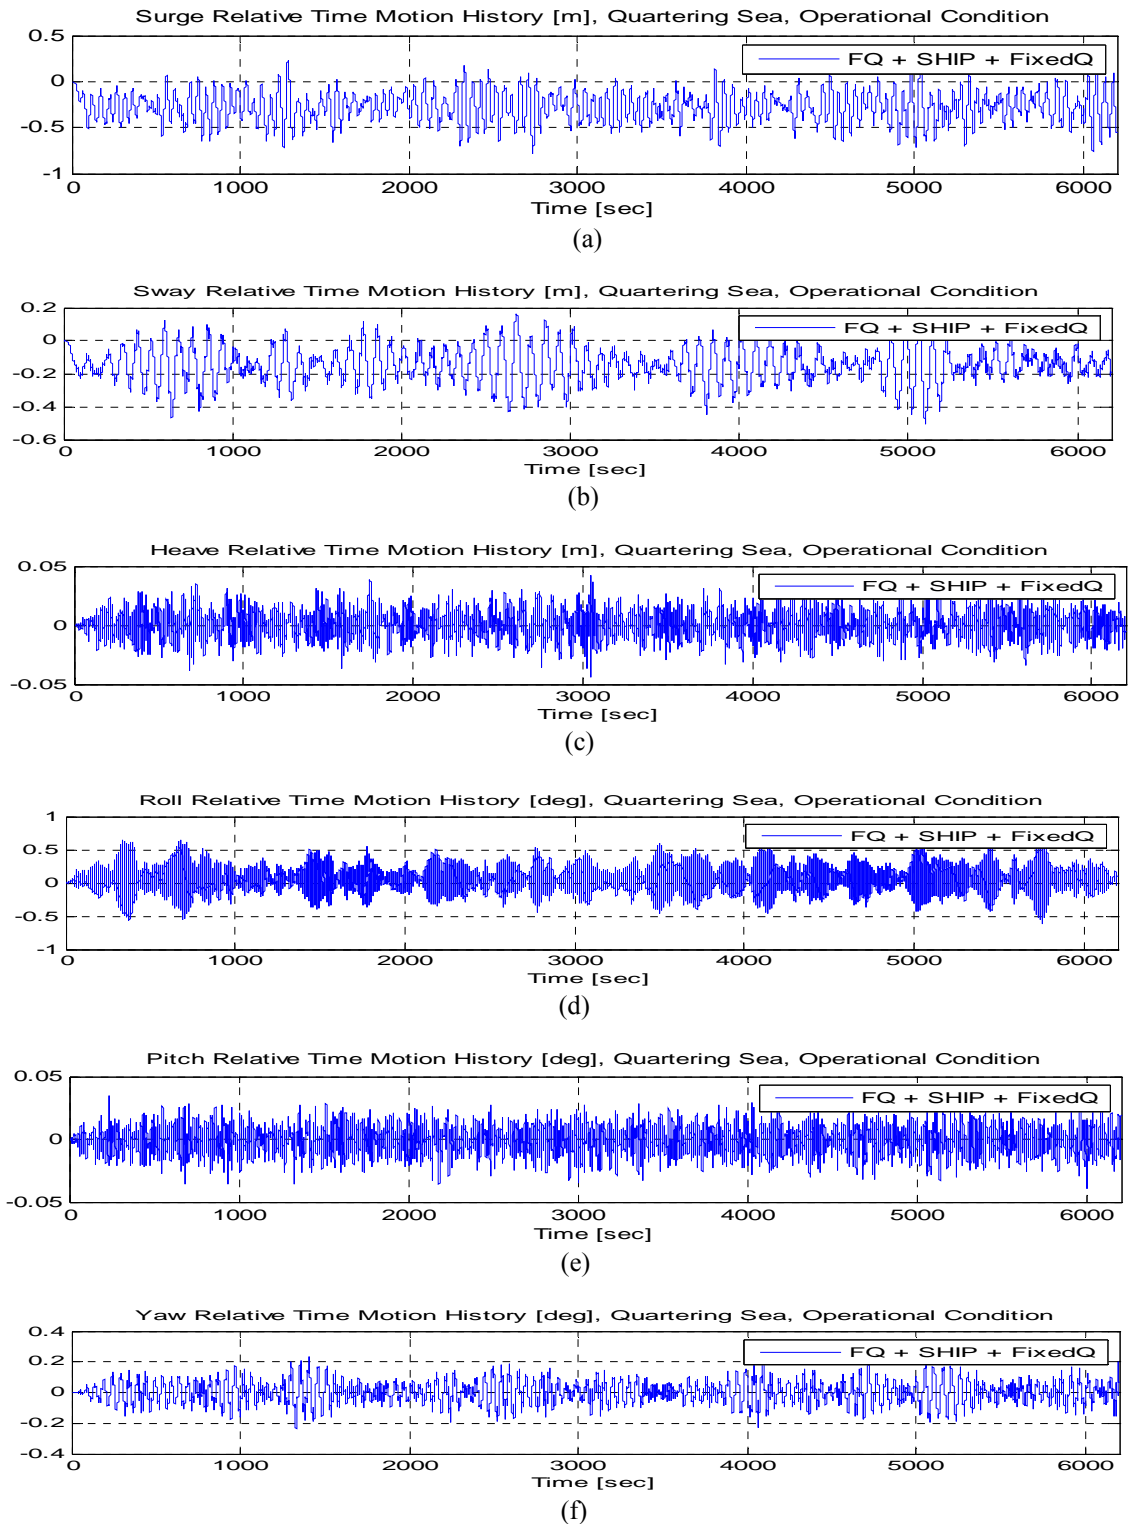 Surge Relative Time Motion History [m], Quartering Sea, Operational Condition
0.5
FQ + SHIP + FixedQ
0
-0.5
-1
0 1000 2000 3000 4000 5000 6000
Time [sec]
(a)
Sway Relative Time Motion History [m], Quartering Sea, Operational Condition
0.2
FQ + SHIP + FixedQ
0
-0.2
-0.4
-0.6
0 1000 2000 3000 4000 5000 6000
Time [sec]
(b)
Heave Relative Time Motion History [m], Quartering Sea, Operational Condition
0.05
FQ + SHIP + FixedQ
0
-0.05
0 1000 2000 3000 4000 5000 6000
Time [sec]
(c)
Roll Relative Time Motion History [deg], Quartering Sea, Operational Condition
1
FQ + SHIP + FixedQ
0.5
0
-0.5
-1
0 1000 2000 3000 4000 5000 6000
Time [sec]
(d)
Pitch Relative Time Motion History [deg], Quartering Sea, Operational Condition
0.05
FQ + SHIP + FixedQ
0
-0.05
0 1000 2000 3000 4000 5000 6000
Time [sec]
(e)
Yaw Relative Time Motion History [deg], Quartering Sea, Operational Condition
0.4
FQ + SHIP + FixedQ
0.2
0
-0.2
-0.4
0 1000 2000 3000 4000 5000 6000
Time [sec]
(f)